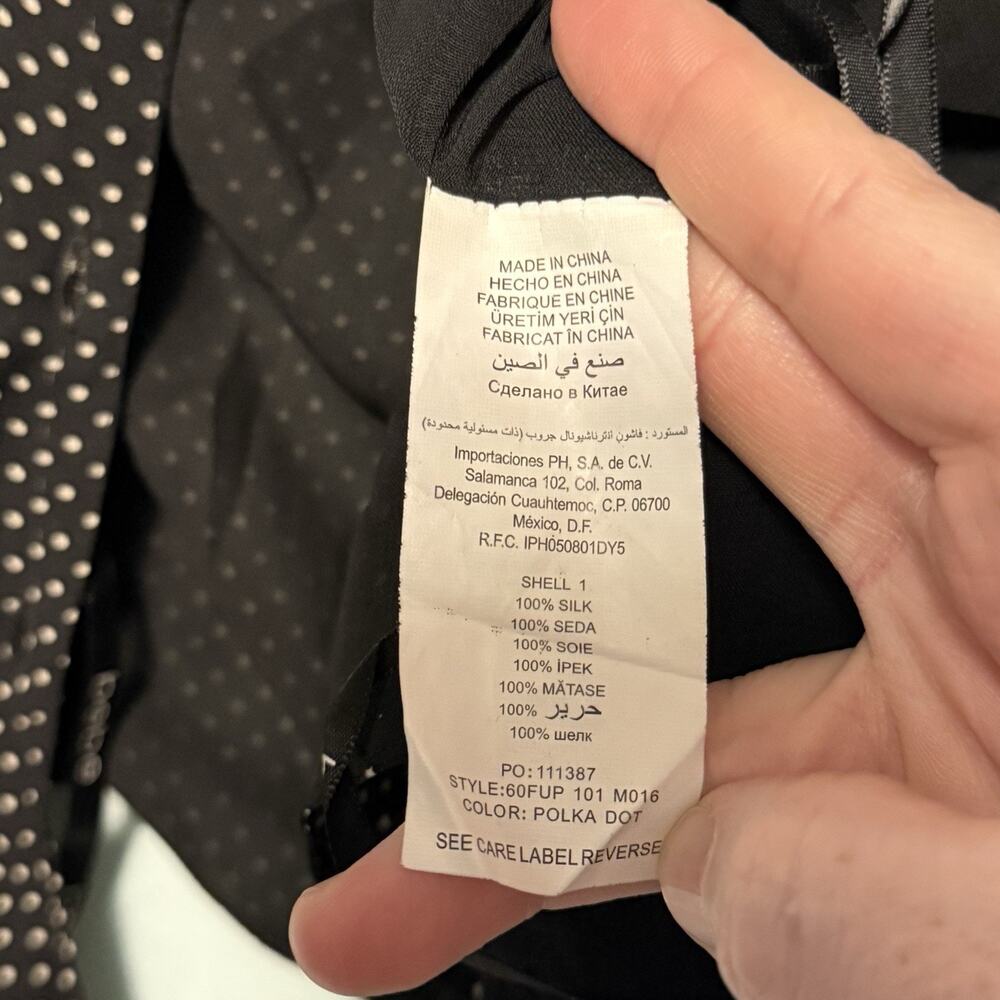 MADE IN CHINA
HECHO EN CHINA
FABRIQUE EN CHINE
ÜRETİM YERİ ÇİN
FABRICAT ÎN CHINA
صنع في الصين
Сделано в Китае
المستورد : فاشون انترناشيونال جروب (ذات مسئولية محدودة)
Importaciones PH, S.A. de C.V.
Salamanca 102, Col. Roma
Delegación Cuauhtemoc, C.P. 06700
México, D.F.
R.F.C. IPH050801DY5
SHELL 1
100% SILK
100% SEDA
100% SOIE
100% İPEK
100% MĂTASE
100% حرير
100% шелк
PO: 111387
STYLE:60FUP 101 M016
COLOR: POLKA DOT
SEE CARE LABEL REVERSE
bebe